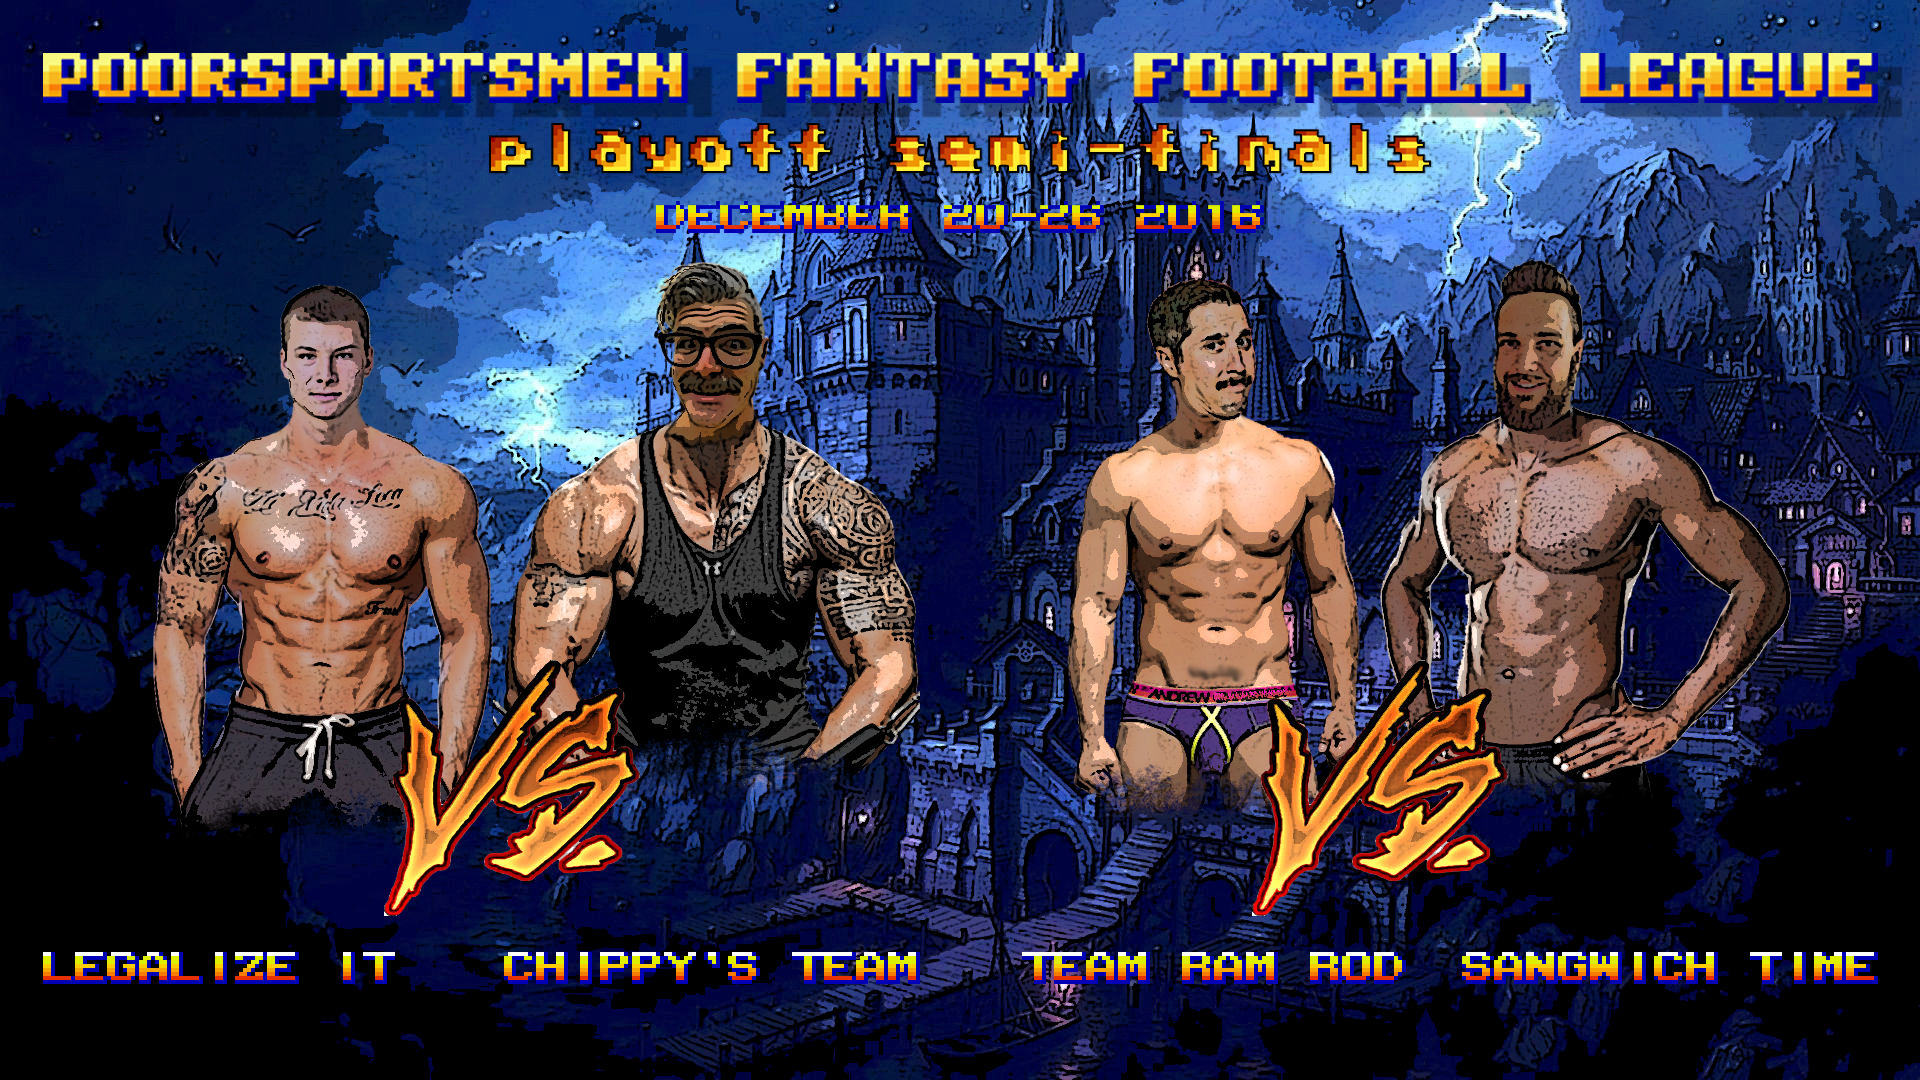 POORSPORTSMEN FANTASY FOOTBALL LEAGUE
playoff semi-finals
DECEMBER 20-26 2016
VS.
VS.
LEGALIZE IT
CHIPPY'S TEAM
TEAM RAM ROD
SANGWICH TIME